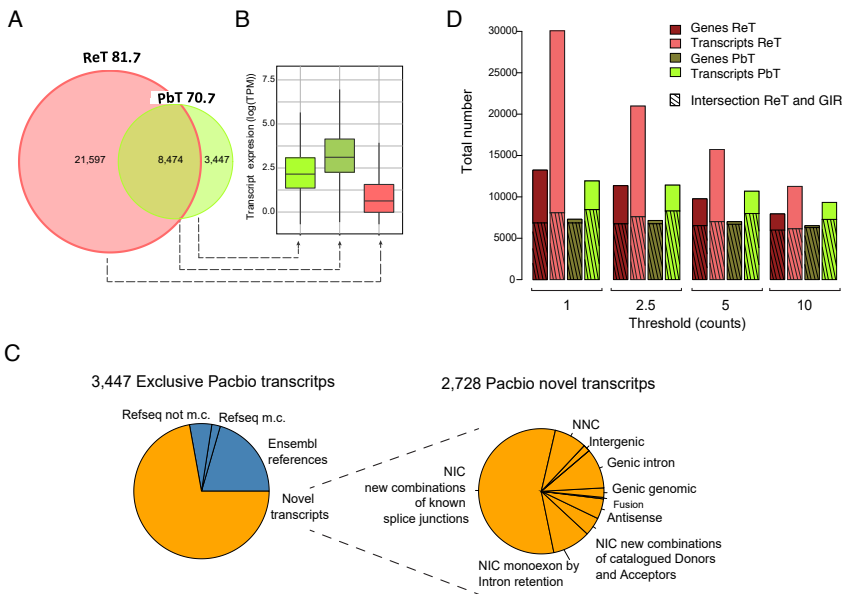 A
ReT 81.7
PbT 70.7
21,597
8,474
3,447
B
Transcript expresion (log(TPM))
7.5
5.0
2.5
0.0
D
Total number
30000
25000
20000
15000
10000
5000
0
Genes ReT
Transcripts ReT
Genes PbT
Transcripts PbT
Intersection ReT and GIR
1
2.5
5
10
Threshold (counts)
C
3,447 Exclusive Pacbio transcritps
Refseq not m.c.
Refseq m.c.
Ensembl
references
Novel
transcripts
2,728 Pacbio novel transcritps
NNC
Intergenic
Genic intron
Genic genomic
Fusion
Antisense
NIC new combinations
of catalogued Donors
and Acceptors
NIC monoexon by
Intron retention
NIC
new combinations
of known
splice junctions